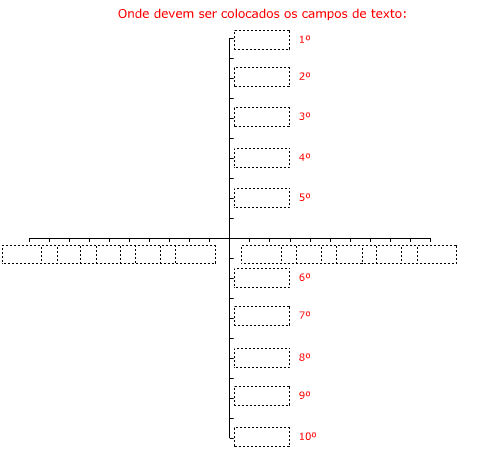 Onde devem ser colocados os campos de texto:
1º
2º
3º
4º
5º
6º
7º
8º
9º
10º